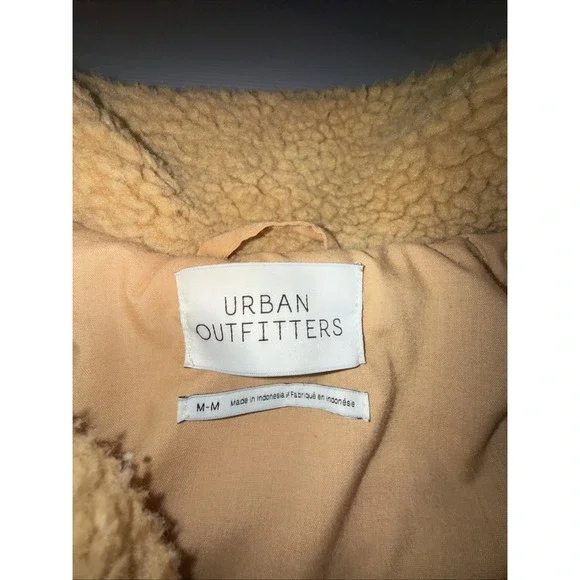 URBAN
OUTFITTERS
M-M Made in Indonesia / Fabriqué en Indonésie